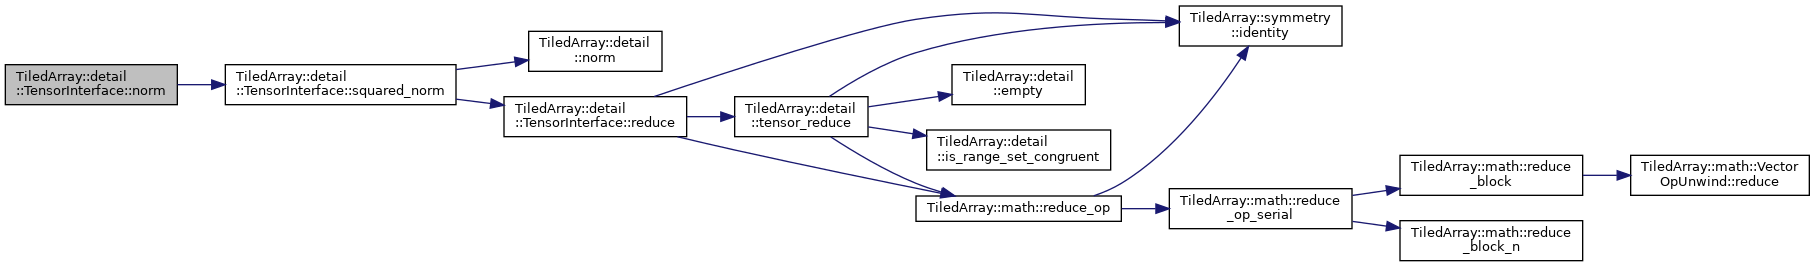 TiledArray::detail
::TensorInterface::norm
TiledArray::detail
::TensorInterface::squared_norm
TiledArray::detail
::norm
TiledArray::detail
::TensorInterface::reduce
TiledArray::detail
::tensor_reduce
TiledArray::symmetry
::identity
TiledArray::detail
::empty
TiledArray::detail
::is_range_set_congruent
TiledArray::math::reduce_op
TiledArray::math::reduce
_op_serial
TiledArray::math::reduce
_block
TiledArray::math::reduce
_block_n
TiledArray::math::Vector
OpUnwind::reduce